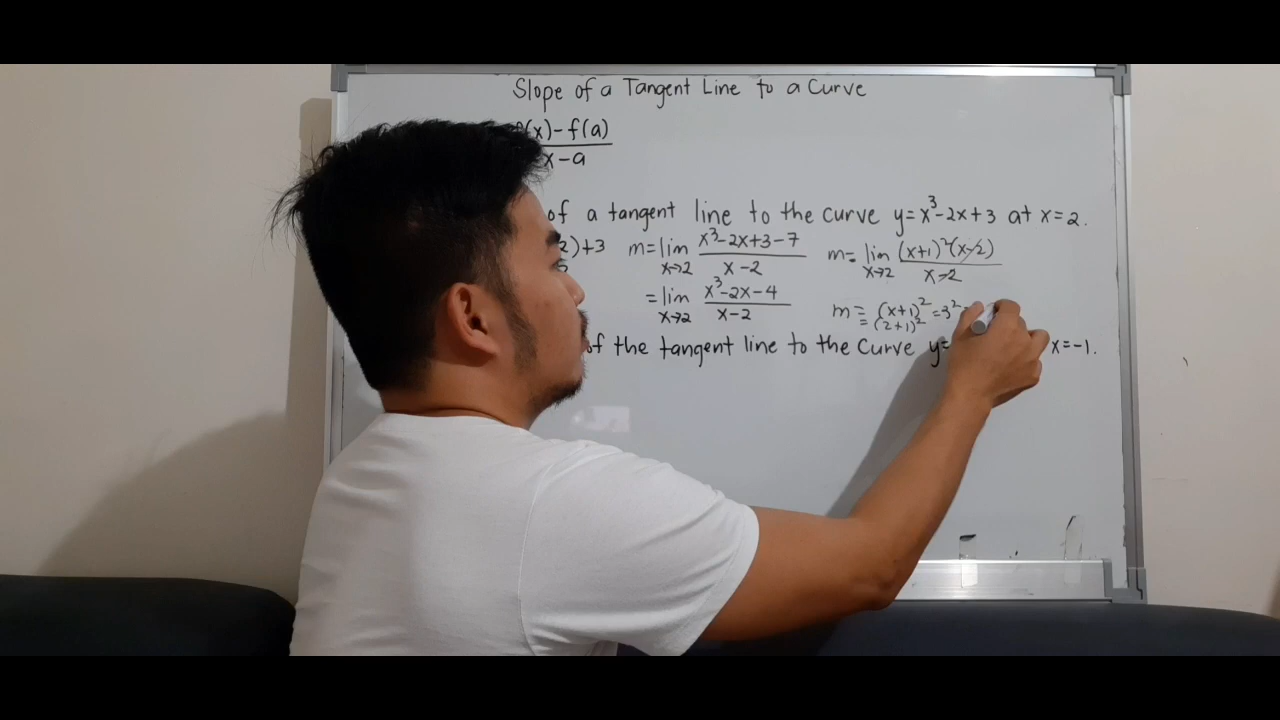 Slope of a Tangent Line to a Curve
f(x)-f(a)
x-a
of a tangent line to the curve y=x³-2x+3 at x=2.
2)+3 m=lim x³-2x+3-7 m= lim (x+1)²(x-2)
x→2 x-2 x→2 x-2
=lim x³-2x-4 m= (x+1)²=3²
x→2 x-2 =(2+1)²
of the tangent line to the Curve y= x=-1.